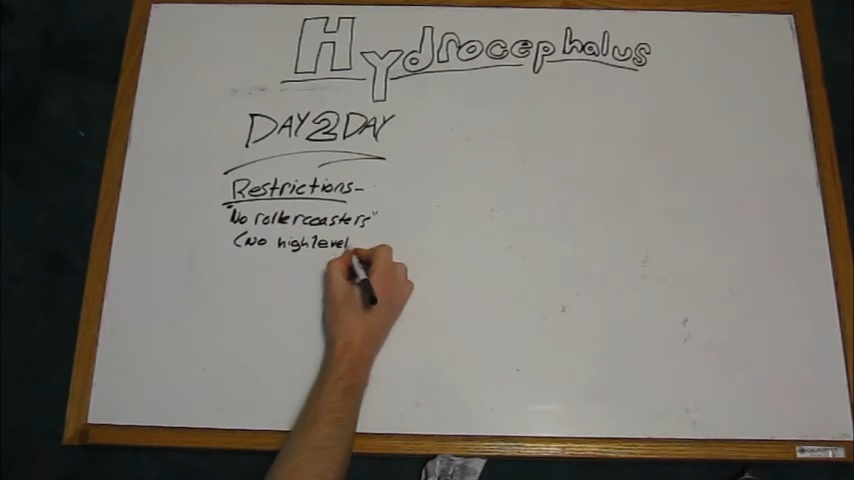 Hydrocephalus
DAY2DAY
Restrictions-
"No rollercoasters"
(No high level